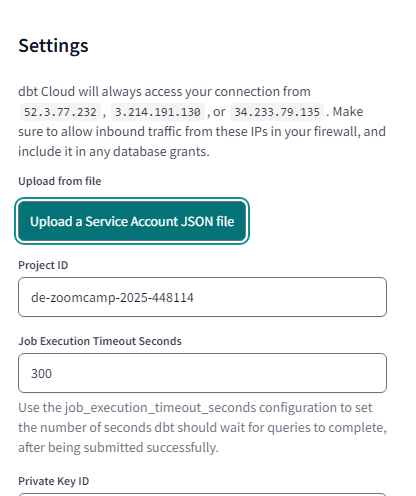 Settings
dbt Cloud will always access your connection from
52.3.77.232 , 3.214.191.130 , or 34.233.79.135 . Make
sure to allow inbound traffic from these IPs in your firewall, and
include it in any database grants.
Upload from file
Upload a Service Account JSON file
Project ID
de-zoomcamp-2025-448114
Job Execution Timeout Seconds
300
Use the job_execution_timeout_seconds configuration to set
the number of seconds dbt should wait for queries to complete,
after being submitted successfully.
Private Key ID